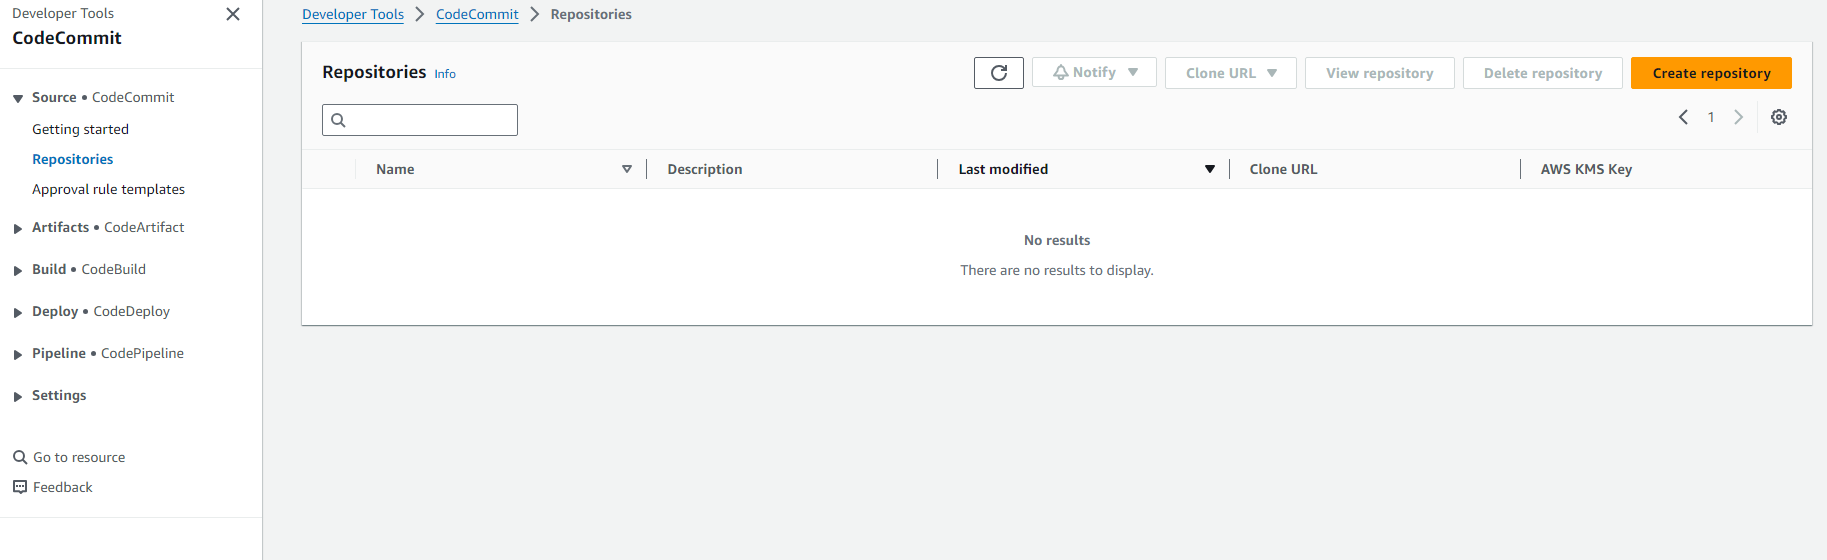 Developer Tools
CodeCommit
Source • CodeCommit
Getting started
Repositories
Approval rule templates
Artifacts • CodeArtifact
Build • CodeBuild
Deploy • CodeDeploy
Pipeline • CodePipeline
Settings
Go to resource
Feedback
Developer Tools > CodeCommit > Repositories
Repositories Info
Notify Clone URL View repository Delete repository Create repository
1
Name Description Last modified Clone URL AWS KMS Key
No results
There are no results to display.